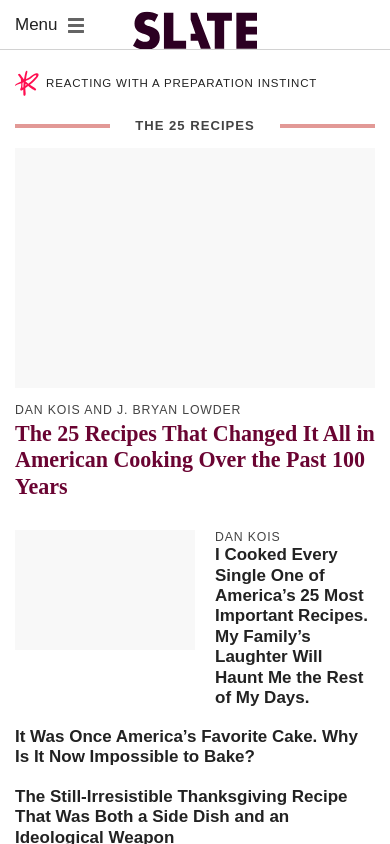 Menu
SLATE
REACTING WITH A PREPARATION INSTINCT
THE 25 RECIPES
DAN KOIS AND J. BRYAN LOWDER
The 25 Recipes That Changed It All in
American Cooking Over the Past 100
Years
DAN KOIS
I Cooked Every
Single One of
America’s 25 Most
Important Recipes.
My Family’s
Laughter Will
Haunt Me the Rest
of My Days.
It Was Once America’s Favorite Cake. Why
Is It Now Impossible to Bake?
The Still-Irresistible Thanksgiving Recipe
That Was Both a Side Dish and an
Ideological Weapon